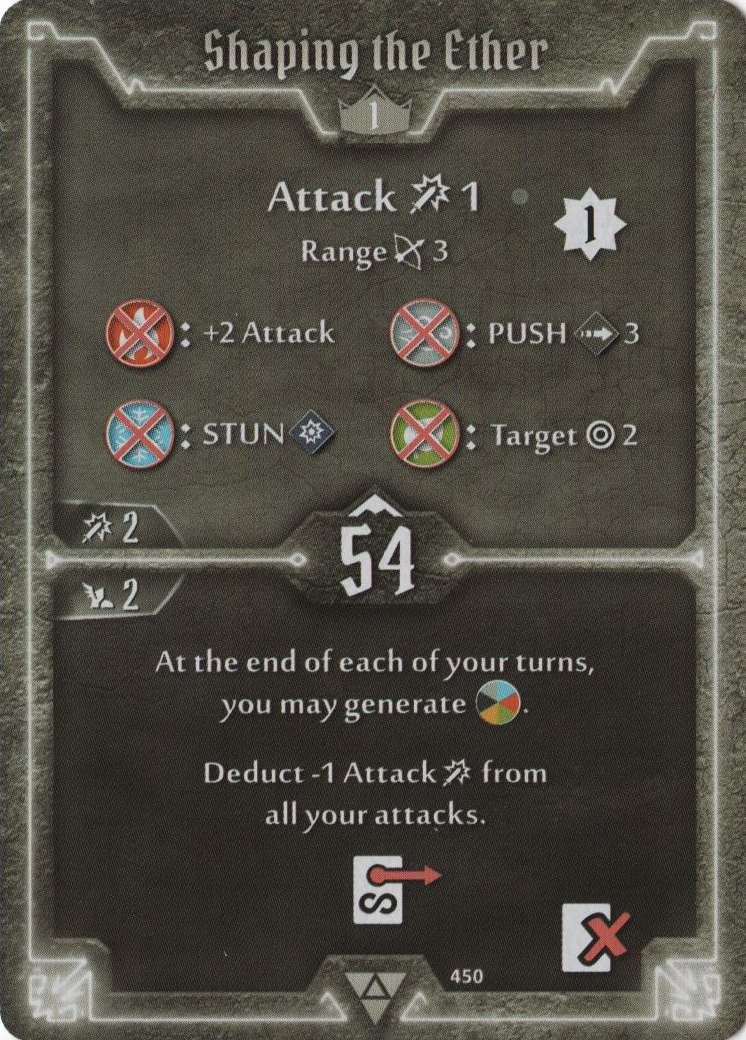 Shaping the Ether
1
Attack 1
1
Range 3
: +2 Attack
: PUSH 3
: STUN
: Target 2
2
54
2
At the end of each of your turns,
you may generate .
Deduct -1 Attack from
all your attacks.
450